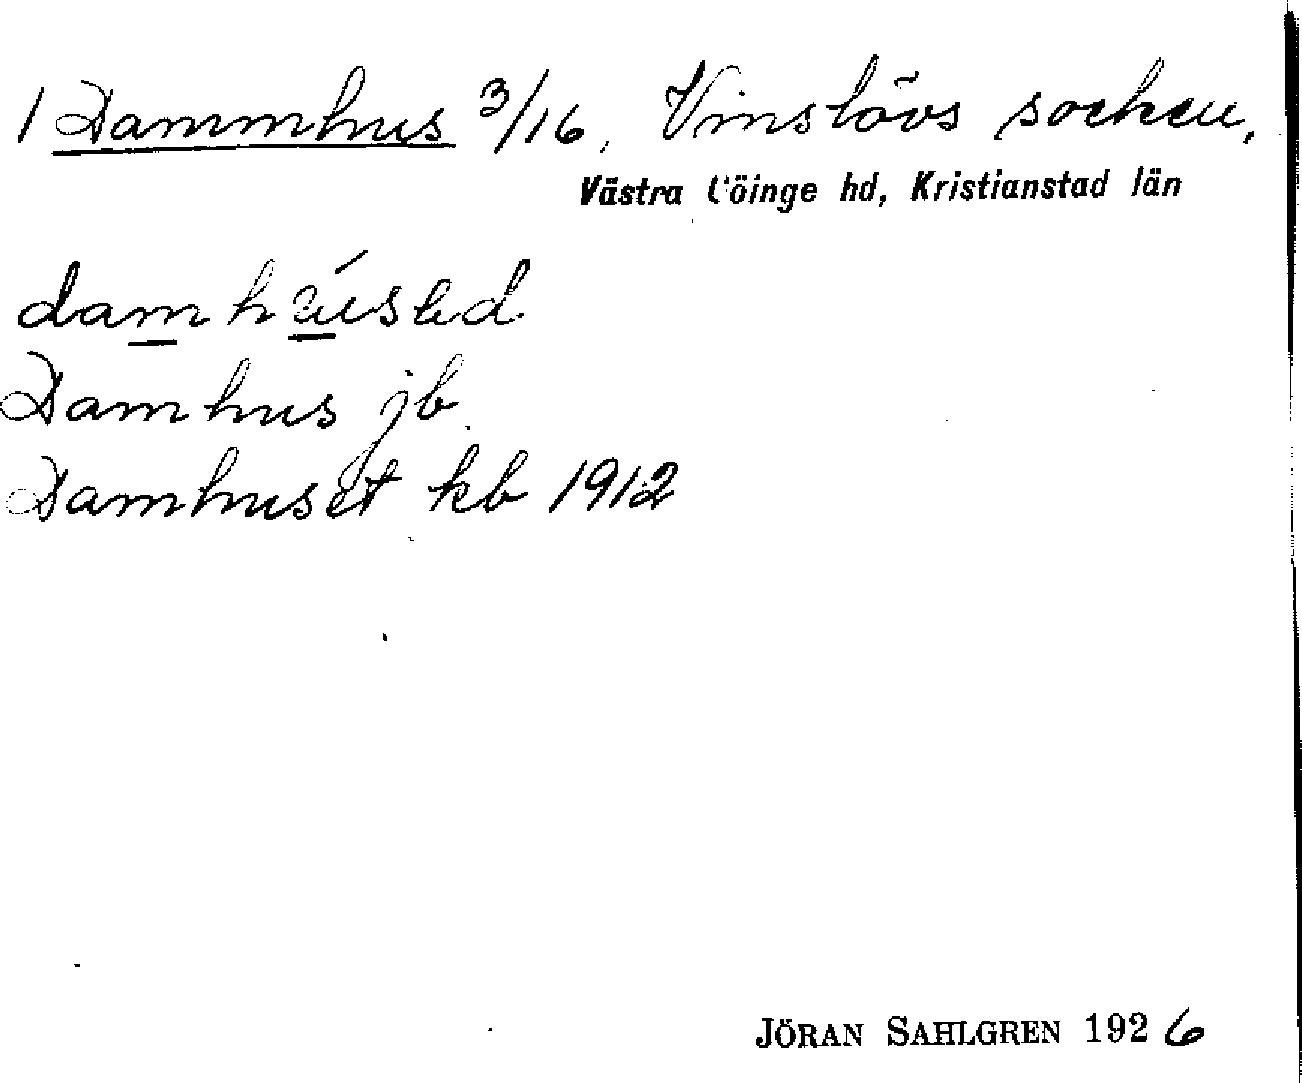 1 Dammhus 3/16, Vinslövs socken,
Västra Göinge hd, Kristianstad län
damhúsed
Damhus jb.
Damhuset kb 1912
JÖRAN SAHLGREN 1926